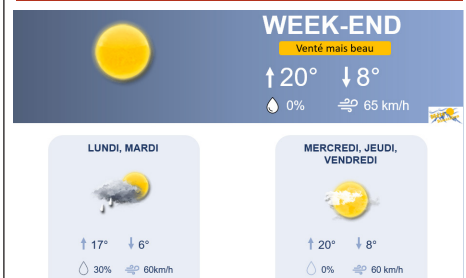 WEEK-END
Venté mais beau
20° 8°
0% 65 km/h
LUNDI, MARDI
17° 6°
30% 60km/h
MERCREDI, JEUDI,
VENDREDI
20° 8°
0% 60 km/h